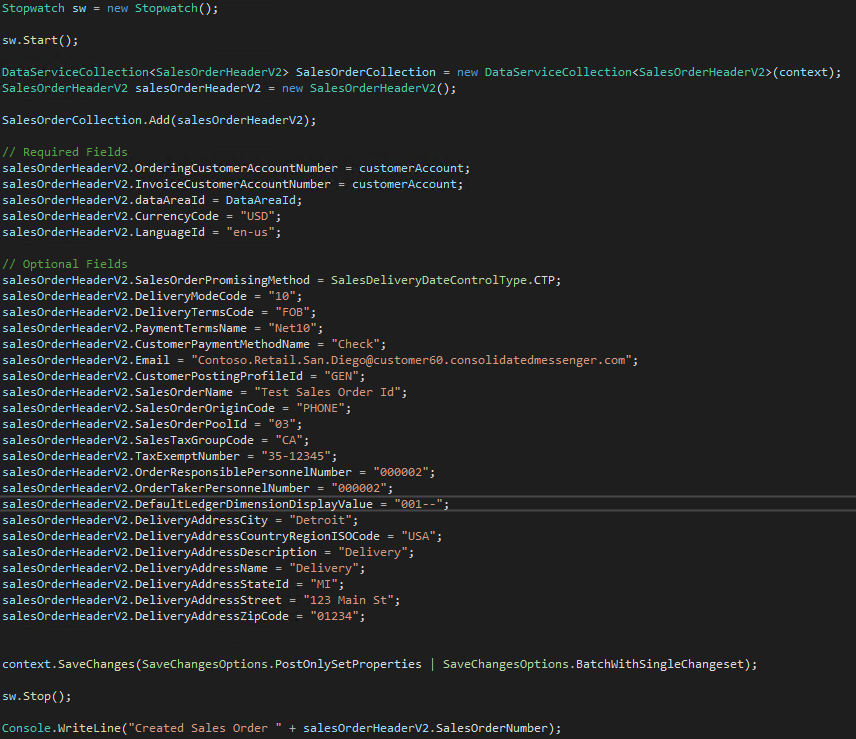 Stopwatch sw = new Stopwatch();
sw.Start();
DataServiceCollection<SalesOrderHeaderV2> SalesOrderCollection = new DataServiceCollection<SalesOrderHeaderV2>(context);
SalesOrderHeaderV2 salesOrderHeaderV2 = new SalesOrderHeaderV2();
SalesOrderCollection.Add(salesOrderHeaderV2);
// Required Fields
salesOrderHeaderV2.OrderingCustomerAccountNumber = customerAccount;
salesOrderHeaderV2.InvoiceCustomerAccountNumber = customerAccount;
salesOrderHeaderV2.dataAreaId = DataAreaId;
salesOrderHeaderV2.CurrencyCode = "USD";
salesOrderHeaderV2.LanguageId = "en-us";
// Optional Fields
salesOrderHeaderV2.SalesOrderPromisingMethod = SalesDeliveryDateControlType.CTP;
salesOrderHeaderV2.DeliveryModeCode = "10";
salesOrderHeaderV2.DeliveryTermsCode = "FOB";
salesOrderHeaderV2.PaymentTermsName = "Net10";
salesOrderHeaderV2.CustomerPaymentMethodName = "Check";
salesOrderHeaderV2.Email = "Contoso.Retail.San.Diego@customer60.consolidatedmessenger.com";
salesOrderHeaderV2.CustomerPostingProfileId = "GEN";
salesOrderHeaderV2.SalesOrderName = "Test Sales Order Id";
salesOrderHeaderV2.SalesOrderOriginCode = "PHONE";
salesOrderHeaderV2.SalesOrderPoolId = "03";
salesOrderHeaderV2.SalesTaxGroupCode = "CA";
salesOrderHeaderV2.TaxExemptNumber = "35-12345";
salesOrderHeaderV2.OrderResponsiblePersonnelNumber = "000002";
salesOrderHeaderV2.OrderTakerPersonnelNumber = "000002";
salesOrderHeaderV2.DefaultLedgerDimensionDisplayValue = "001--";
salesOrderHeaderV2.DeliveryAddressCity = "Detroit";
salesOrderHeaderV2.DeliveryAddressCountryRegionISOCode = "USA";
salesOrderHeaderV2.DeliveryAddressDescription = "Delivery";
salesOrderHeaderV2.DeliveryAddressName = "Delivery";
salesOrderHeaderV2.DeliveryAddressStateId = "MI";
salesOrderHeaderV2.DeliveryAddressStreet = "123 Main St";
salesOrderHeaderV2.DeliveryAddressZipCode = "01234";
context.SaveChanges(SaveChangesOptions.PostOnlySetProperties | SaveChangesOptions.BatchWithSingleChangeset);
sw.Stop();
Console.WriteLine("Created Sales Order " + salesOrderHeaderV2.SalesOrderNumber);